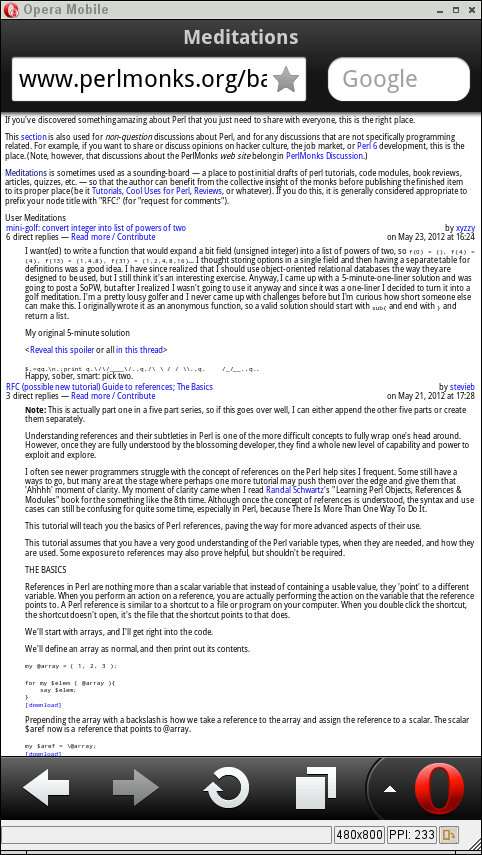 Opera Mobile
Meditations
www.perlmonks.org/ba
Google
If you've discovered something amazing about Perl that you just need to share with everyone, this is the right place.
This section is also used for non-question discussions about Perl, and for any discussions that are not specifically programming
related. For example, if you want to share or discuss opinions on hacker culture, the job market, or Perl 6 development, this is the
place. (Note, however, that discussions about the PerlMonks web site belong in PerlMonks Discussion.)
Meditations is sometimes used as a sounding-board — a place to post initial drafts of perl tutorials, code modules, book reviews,
articles, quizzes, etc. — so that the author can benefit from the collective insight of the monks before publishing the finished item
to its proper place (be it Tutorials, Cool Uses for Perl, Reviews, or whatever). If you do this, it is generally considered appropriate to
prefix your node title with "RFC:" (for "request for comments").
User Meditations
mini-golf: convert integer into list of powers of two by xyzzy
6 direct replies — Read more / Contribute on May 23, 2012 at 16:24
I want(ed) to write a function that would expand a bit field (unsigned integer) into a list of powers of two, so f(0) = (), f(4) =
(4), f(13) = (1,4,8), f(31) = (1,2,4,8,16)... I thought storing options in a single field and then having a separate table for
definitions was a good idea. I have since realized that I should use object-oriented relational databases the way they are
designed to be used, but I still think it's an interesting exercise. Anyway, I came up with a 5-minute-one-liner solution and was
going to post a SoPW, but after I realized I wasn't going to use it anyway and since it was a one-liner I decided to turn it into a
golf meditation. I'm a pretty lousy golfer and I never came up with challenges before but I'm curious how short someone else
can make this. I originally wrote it as an anonymous function, so a valid solution should start with sub{ and end with } and
return a list.
My original 5-minute solution
<Reveal this spoiler or all in this thread>
Happy, sober, smart: pick two.
RFC (possible new tutorial) Guide to references; The Basics by stevieb
3 direct replies — Read more / Contribute on May 21, 2012 at 17:28
Note: This is actually part one in a five part series, so if this goes over well, I can either append the other five parts or create
them separately.
Understanding references and their subtleties in Perl is one of the more difficult concepts to fully wrap one's head around.
However, once they are fully understood by the blossoming developer, they find a whole new level of capability and power to
exploit and explore.
I often see newer programmers struggle with the concept of references on the Perl help sites I frequent. Some still have a
ways to go, but many are at the stage where perhaps one more tutorial may push them over the edge and give them that
'Ahhhh' moment of clarity. My moment of clarity came when I read Randal Schwartz's "Learning Perl Objects, References &
Modules" book for the something like the 8th time. Although once the concept of references is understood, the syntax and use
cases can still be confusing for quite some time, especially in Perl, because There Is More Than One Way To Do It.
This tutorial will teach you the basics of Perl references, paving the way for more advanced aspects of their use.
This tutorial assumes that you have a very good understanding of the Perl variable types, when they are needed, and how they
are used. Some exposure to references may also prove helpful, but shouldn't be required.
THE BASICS
References in Perl are nothing more than a scalar variable that instead of containing a usable value, they 'point' to a different
variable. When you perform an action on a reference, you are actually performing the action on the variable that the reference
points to. A Perl reference is similar to a shortcut to a file or program on your computer. When you double click the shortcut,
the shortcut doesn't open, it's the file that the shortcut points to that does.
We'll start with arrays, and I'll get right into the code.
We'll define an array as normal, and then print out its contents.
my @array = ( 1, 2, 3 );
for my $elem ( @array ){
say $elem;
}
[download]
Prepending the array with a backslash is how we take a reference to the array and assign the reference to a scalar. The scalar
$aref now is a reference that points to @array.
my $aref = \@array;
[download]
480x800
PPI: 233